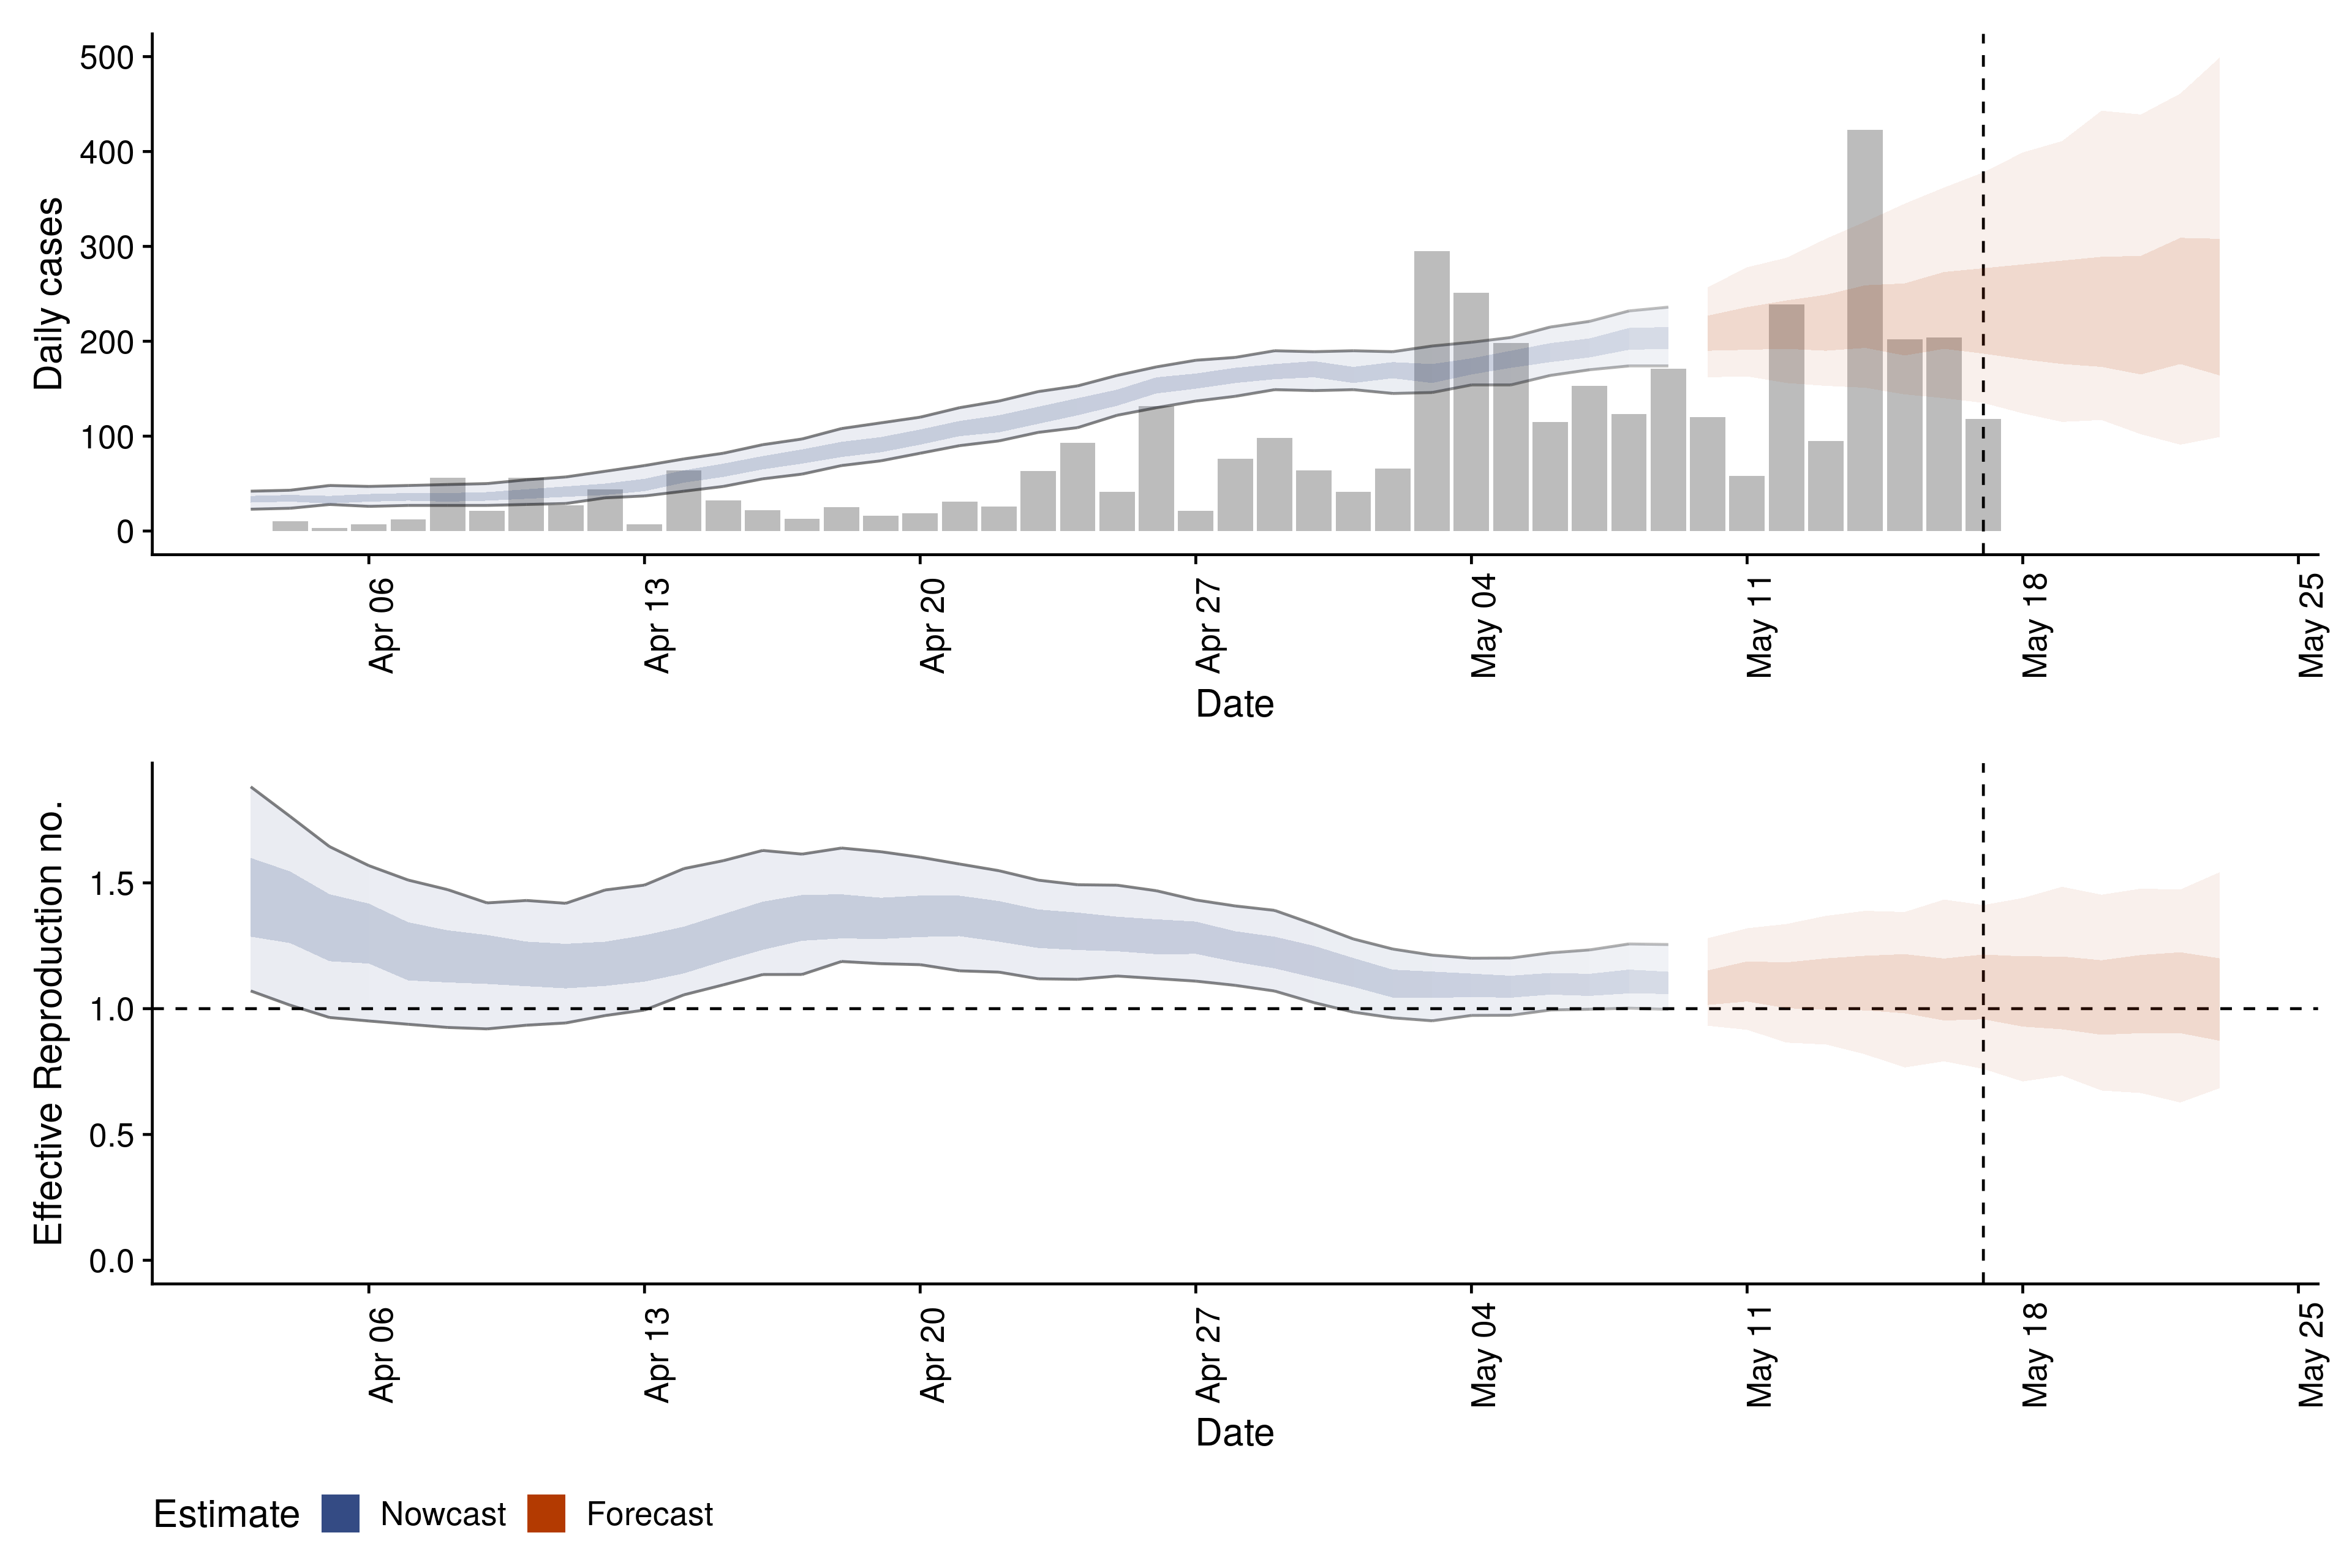 Daily cases
500
400
300
200
100
0
Apr 06
Apr 13
Apr 20
Apr 27
May 04
May 11
May 18
May 25
Date
Effective Reproduction no.
1.5
1.0
0.5
0.0
Apr 06
Apr 13
Apr 20
Apr 27
May 04
May 11
May 18
May 25
Date
Estimate Nowcast Forecast